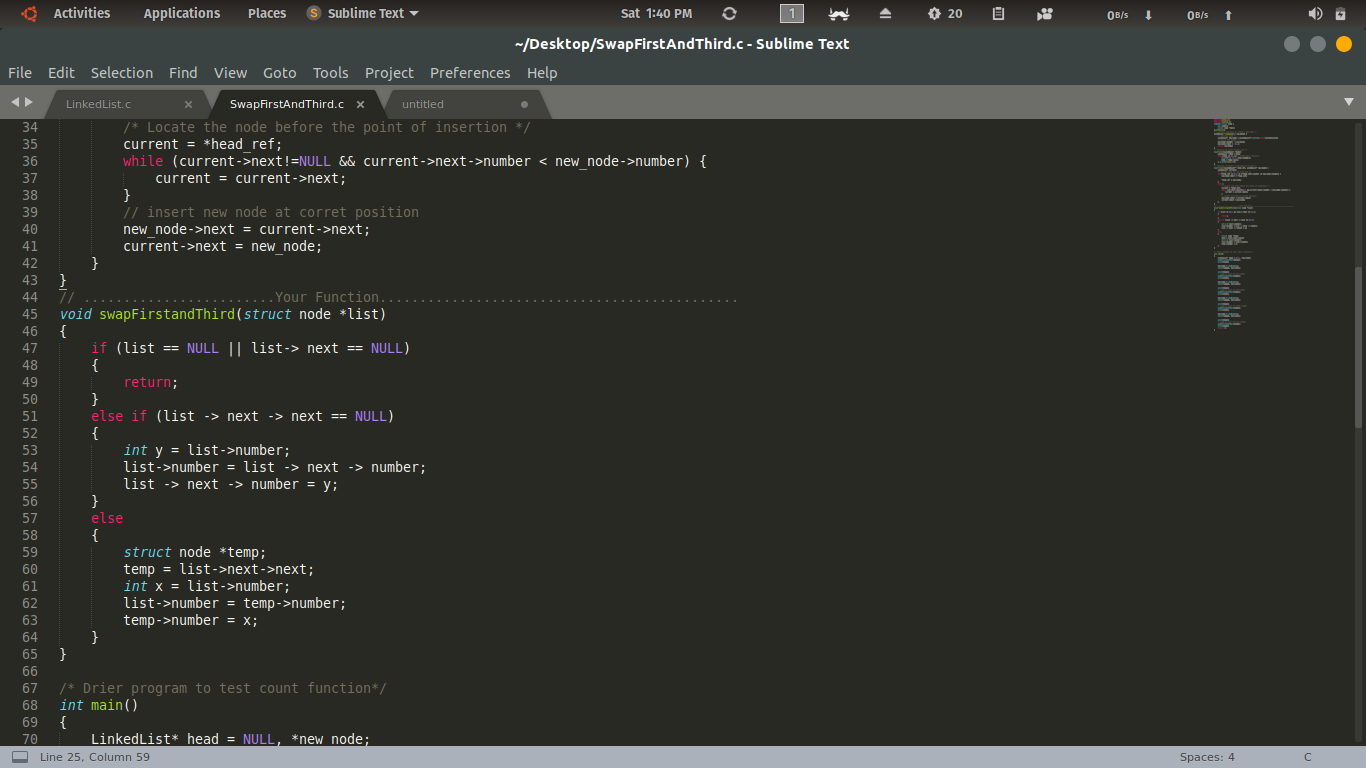 Activities Applications Places Sublime Text Sat 1:40 PM 1 20 0B/s 0B/s
~/Desktop/SwapFirstAndThird.c - Sublime Text
File Edit Selection Find View Goto Tools Project Preferences Help
LinkedList.c × SwapFirstAndThird.c × untitled
34 /* Locate the node before the point of insertion */
35 current = *head_ref;
36 while (current->next!=NULL && current->next->number < new_node->number) {
37 current = current->next;
38 }
39 // insert new node at corret position
40 new_node->next = current->next;
41 current->next = new_node;
42 }
43 }
44 // ........................Your Function.............................................
45 void swapFirstandThird(struct node *list)
46 {
47 if (list == NULL || list-> next == NULL)
48 {
49 return;
50 }
51 else if (list -> next -> next == NULL)
52 {
53 int y = list->number;
54 list->number = list -> next -> number;
55 list -> next -> number = y;
56 }
57 else
58 {
59 struct node *temp;
60 temp = list->next->next;
61 int x = list->number;
62 list->number = temp->number;
63 temp->number = x;
64 }
65 }
66
67 /* Drier program to test count function*/
68 int main()
69 {
70 LinkedList* head = NULL, *new_node;
Line 25, Column 59 Spaces: 4 C